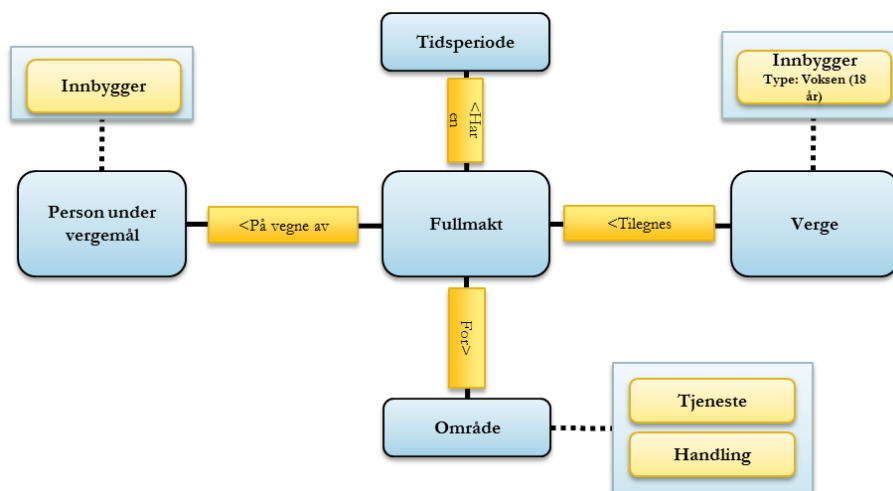 Tidsperiode
Innbygger
Innbygger
Type: Voksen (18
år)
<Har
en
Person under
vergemål
<På vegne av
Fullmakt
<Tilegnes
Verge
For>
Område
Tjeneste
Handling